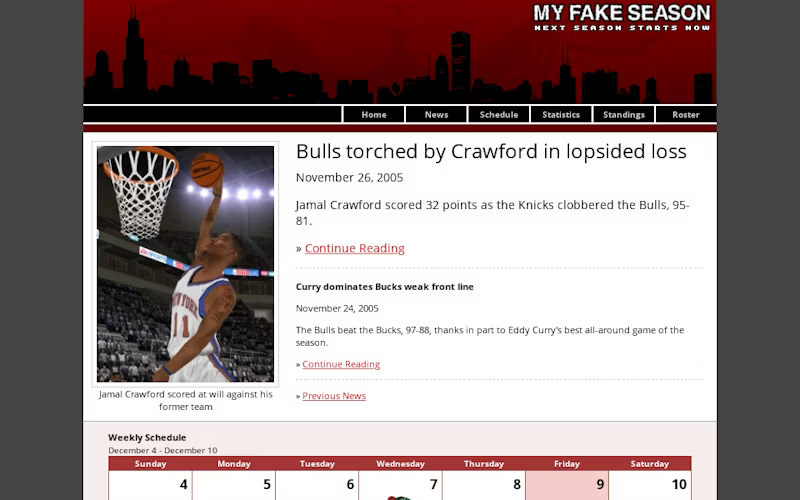 MY FAKE SEASON
NEXT SEASON STARTS NOW
Home News Schedule Statistics Standings Roster
Bulls torched by Crawford in lopsided loss
November 26, 2005
Jamal Crawford scored 32 points as the Knicks clobbered the Bulls, 95-
81.
» Continue Reading
NEW YORK
11
Jamal Crawford scored at will against his
former team
Curry dominates Bucks weak front line
November 24, 2005
The Bulls beat the Bucks, 97-88, thanks in part to Eddy Curry's best all-around game of the
season.
» Continue Reading
» Previous News
Weekly Schedule
December 4 - December 10
Sunday Monday Tuesday Wednesday Thursday Friday Saturday
4 5 6 7 8 9 10